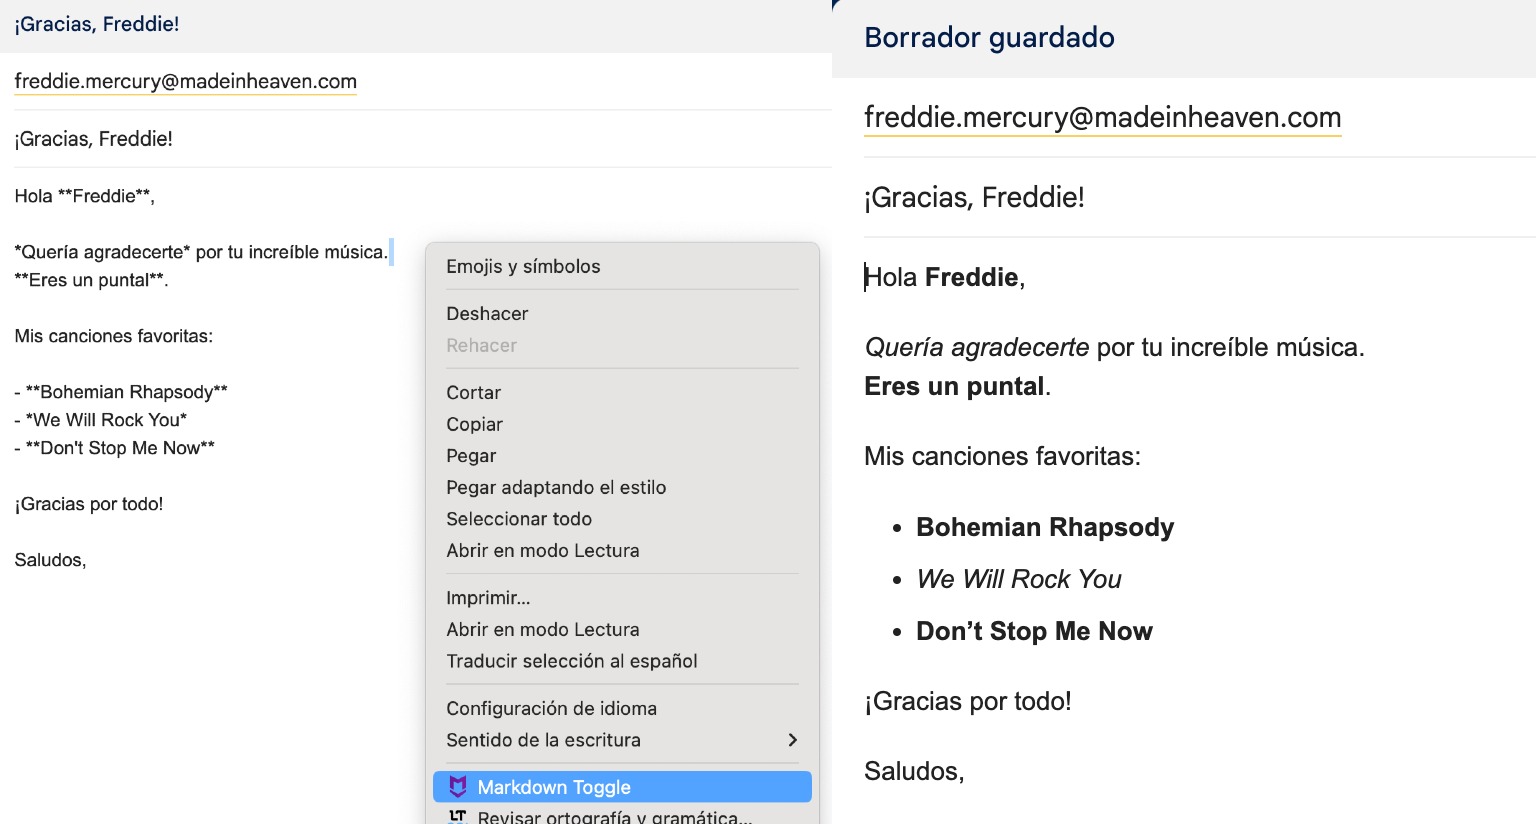 ¡Gracias, Freddie!
freddie.mercury@madeinheaven.com
¡Gracias, Freddie!
Hola **Freddie**,
*Quería agradecerte* por tu increíble música.
**Eres un puntal**.
Mis canciones favoritas:
- **Bohemian Rhapsody**
- *We Will Rock You*
- **Don't Stop Me Now**
¡Gracias por todo!
Saludos,
Emojis y símbolos
Deshacer
Rehacer
Cortar
Copiar
Pegar
Pegar adaptando el estilo
Seleccionar todo
Abrir en modo Lectura
Imprimir...
Abrir en modo Lectura
Traducir selección al español
Configuración de idioma
Sentido de la escritura
Markdown Toggle
LT Revisar ortografía y gramática...
Borrador guardado
freddie.mercury@madeinheaven.com
¡Gracias, Freddie!
Hola Freddie,
Quería agradecerte por tu increíble música.
Eres un puntal.
Mis canciones favoritas:
• Bohemian Rhapsody
• We Will Rock You
• Don’t Stop Me Now
¡Gracias por todo!
Saludos,